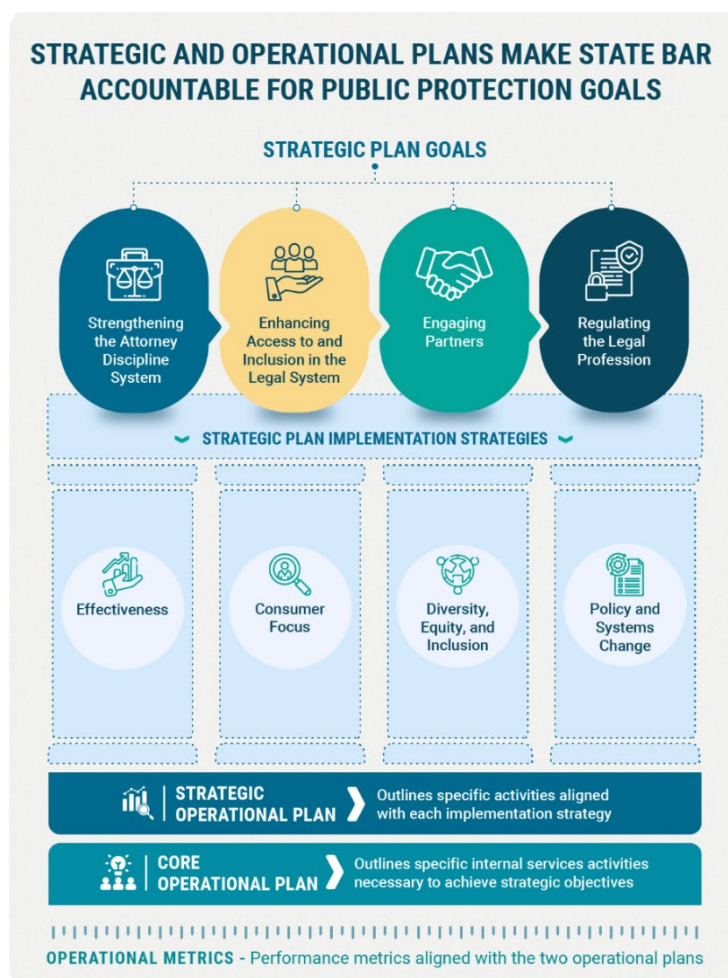 STRATEGIC AND OPERATIONAL PLANS MAKE STATE BAR
ACCOUNTABLE FOR PUBLIC PROTECTION GOALS
STRATEGIC PLAN GOALS
Strengthening
the Attorney
Discipline
System
Enhancing
Access to and
Inclusion in the
Legal System
Engaging
Partners
Regulating
the Legal
Profession
STRATEGIC PLAN IMPLEMENTATION STRATEGIES
Effectiveness
Consumer
Focus
Diversity,
Equity, and
Inclusion
Policy and
Systems
Change
STRATEGIC
OPERATIONAL PLAN
Outlines specific activities aligned
with each implementation strategy
CORE
OPERATIONAL PLAN
Outlines specific internal services activities
necessary to achieve strategic objectives
OPERATIONAL METRICS - Performance metrics aligned with the two operational plans